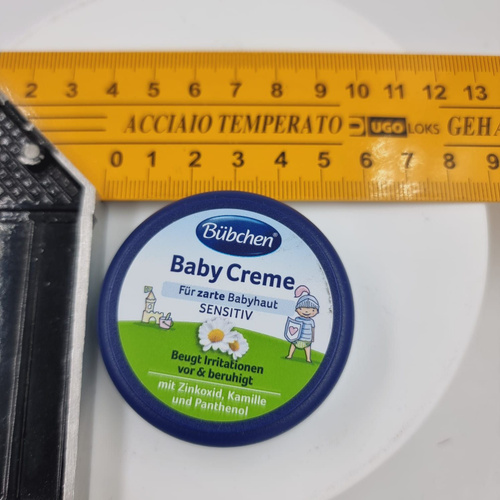 2 3 4 5 6 7 8 9 10 11 12 13
ACCIAIO TEMPERATO UGO LOKS GEHA
0 1 2 3 4 5 6 7 8 9
Bübchen®
Baby Creme
Für zarte Babyhaut
SENSITIV
Beugt Irritationen
vor & beruhigt
mit Zinkoxid, Kamille
und Panthenol